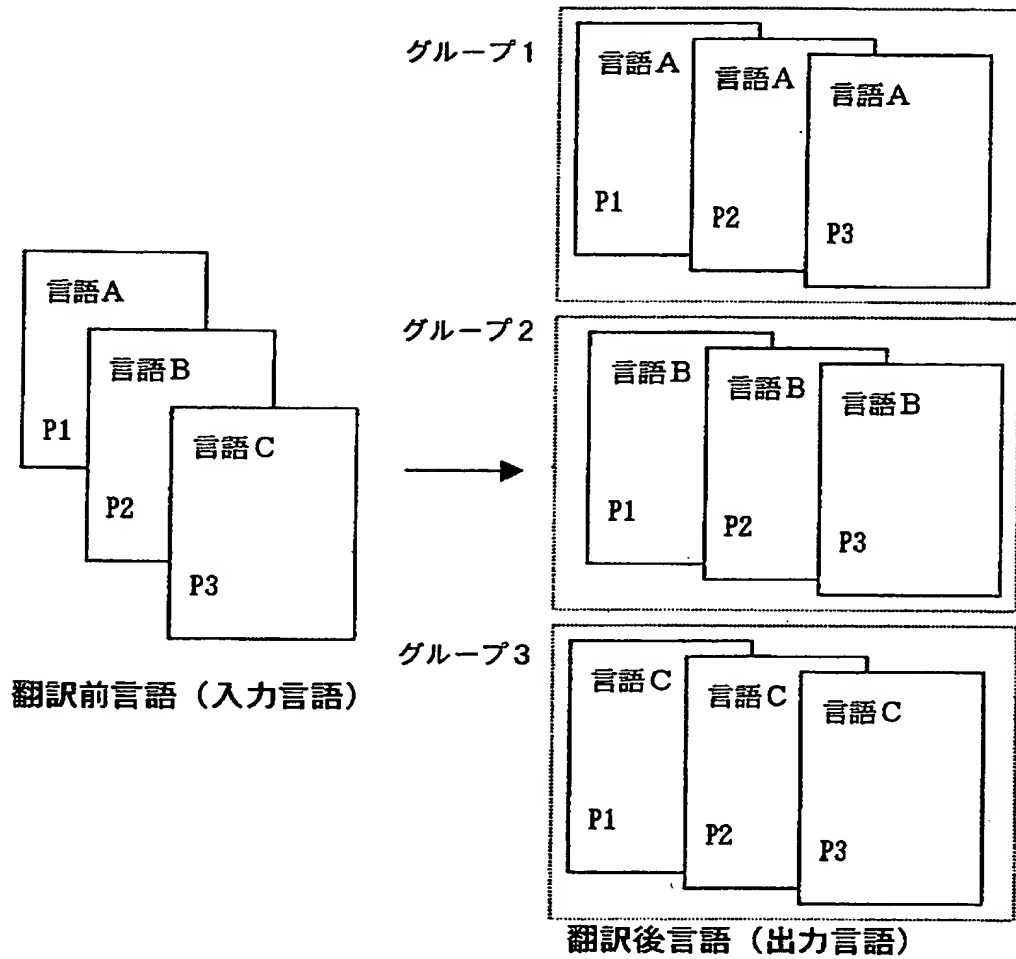 グループ1
言語A
言語A
言語A
P1
P2
P3
言語A
言語B
言語C
P1
P2
P3
翻訳前言語（入力言語）
グループ2
言語B
言語B
言語B
P1
P2
P3
グループ3
言語C
言語C
言語C
P1
P2
P3
翻訳後言語（出力言語）